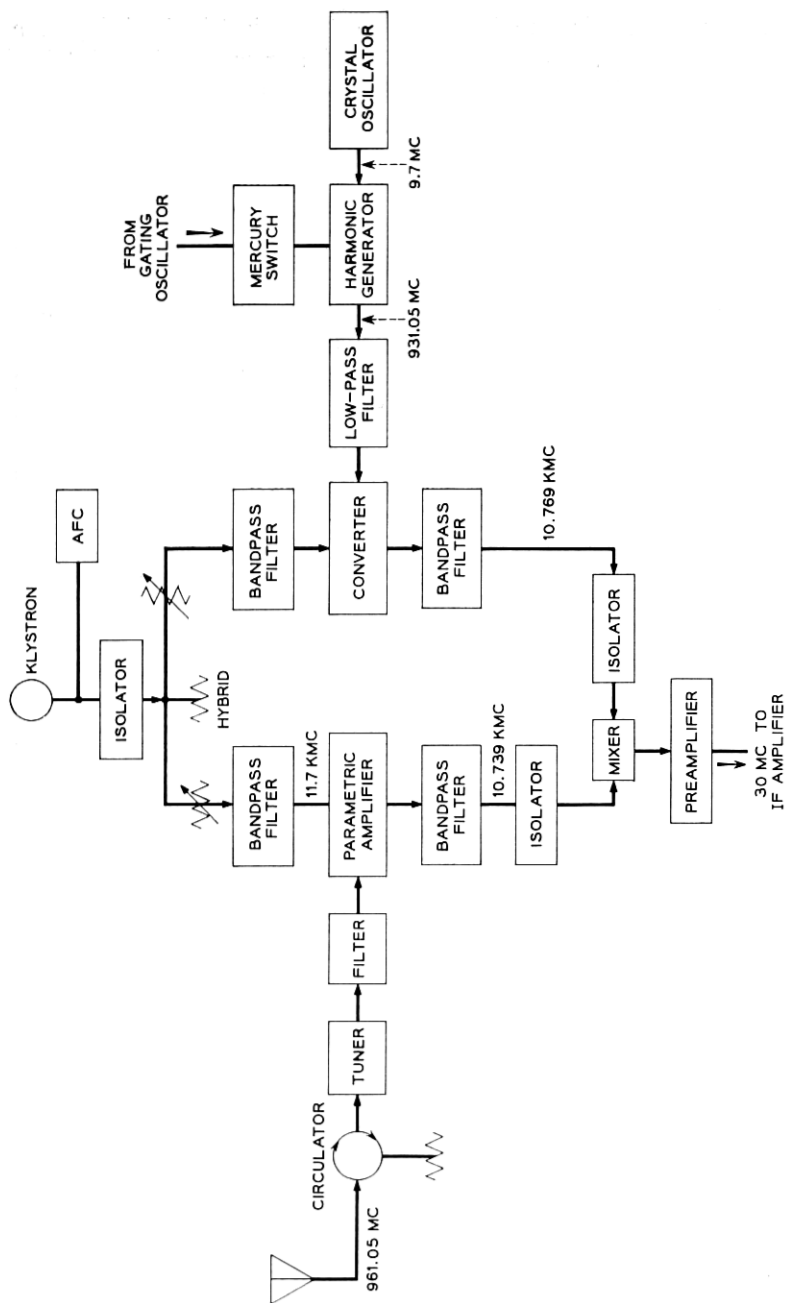 KLYSTRON
AFC
ISOLATOR
HYBRID
FROM
GATING
OSCILLATOR
MERCURY
SWITCH
CRYSTAL
OSCILLATOR
9.7 MC
HARMONIC
GENERATOR
931.05 MC
LOW-PASS
FILTER
BANDPASS
FILTER
CONVERTER
BANDPASS
FILTER
10.769 KMC
ISOLATOR
BANDPASS
FILTER
11.7 KMC
PARAMETRIC
AMPLIFIER
BANDPASS
FILTER
10.739 KMC
ISOLATOR
961.05 MC
CIRCULATOR
TUNER
FILTER
MIXER
PREAMPLIFIER
30 MC TO
IF AMPLIFIER